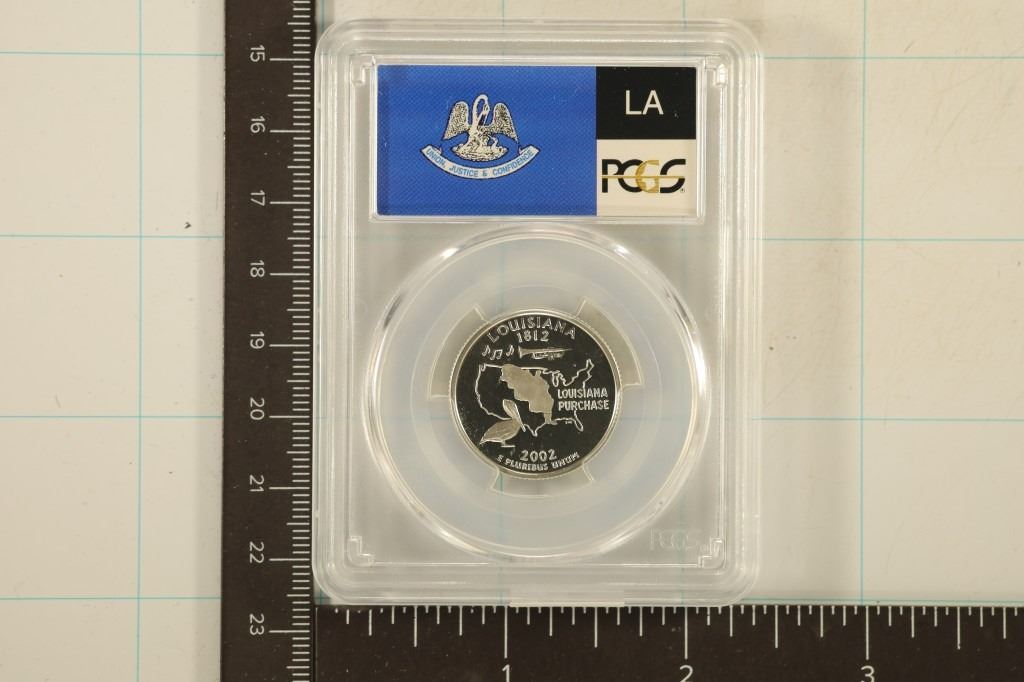 LA
PCGS
UNION, JUSTICE & CONFIDENCE
LOUISIANA
1812
LOUISIANA
PURCHASE
2002
E PLURIBUS UNUM
PCGS
15
16
17
18
19
20
21
22
23
1 2 3